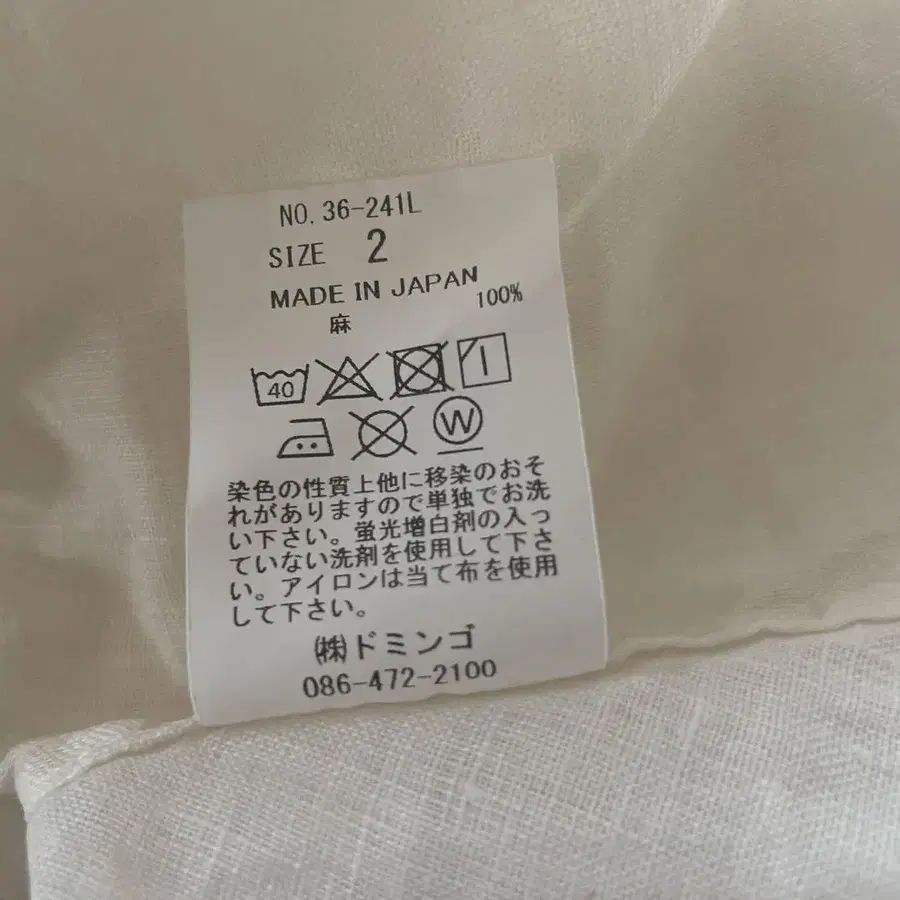 NO. 36-241L
SIZE 2
MADE IN JAPAN
麻 100%
40
W
染色の性質上他に移染のおそ
れがありますので単独でお洗
い下さい。蛍光増白剤の入っ
ていない洗剤を使用して下さ
い。アイロンは当て布を使用
して下さい。
㈱ドミンゴ
086-472-2100